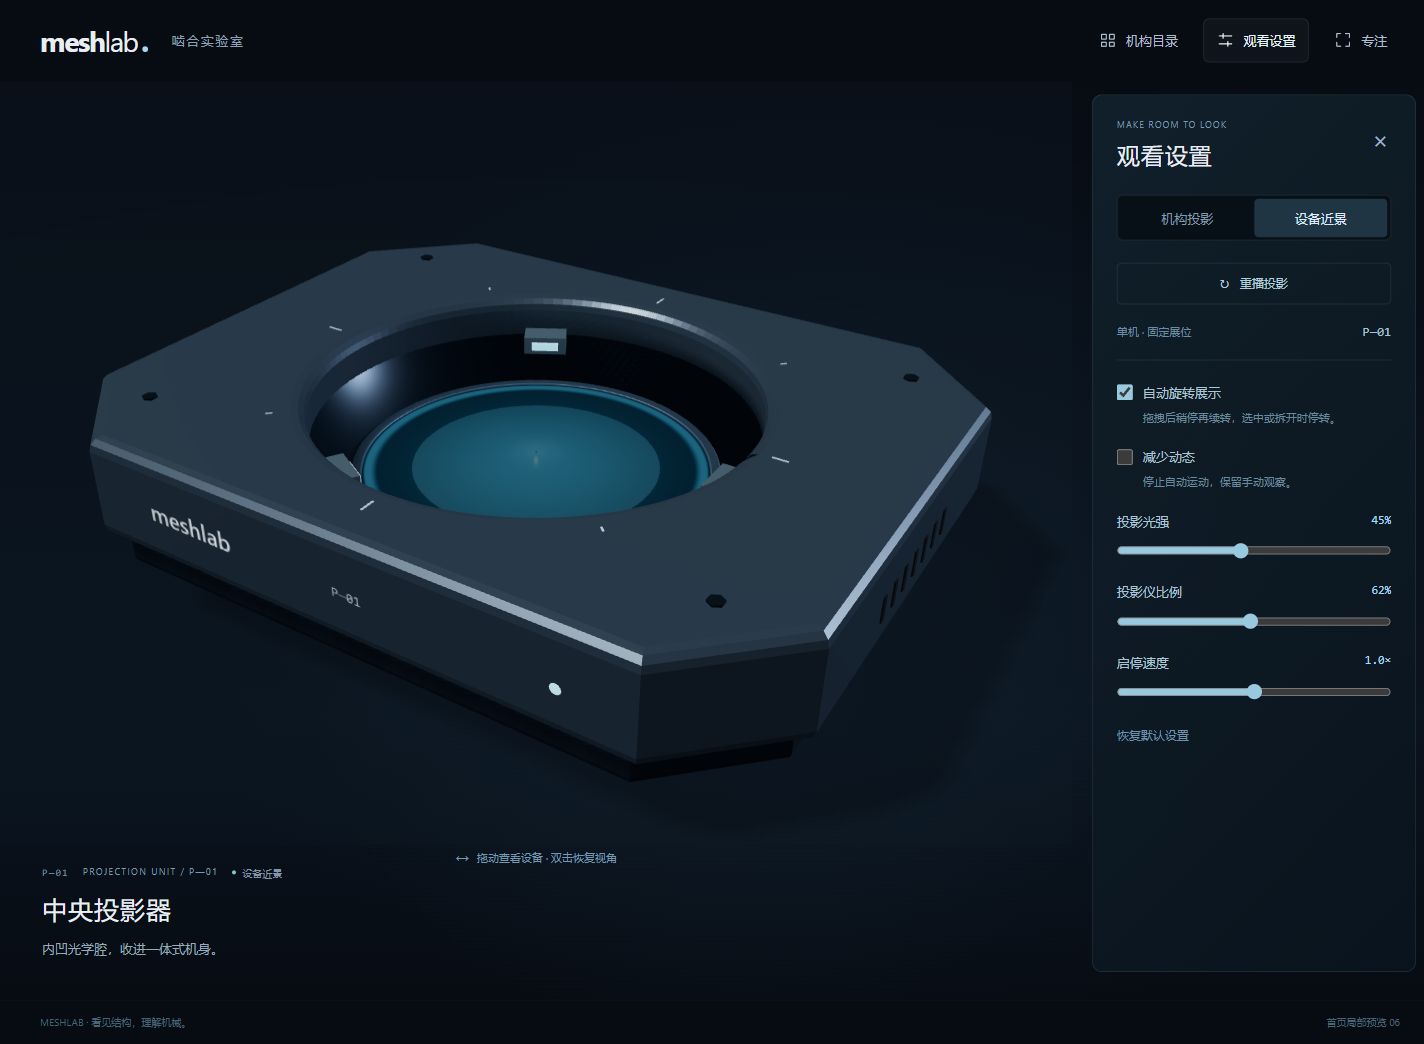 meshlab.
啮合实验室
机构目录
观看设置
专注
MAKE ROOM TO LOOK
观看设置
机构投影
设备近景
重播投影
单机 · 固定展位
P—01
自动旋转展示
拖拽后稍停再续转，选中或拆开时停转。
减少动态
停止自动运动，保留手动观察。
投影光强
45%
投影仪比例
62%
启停速度
1.0×
恢复默认设置
meshlab
P—01
拖动查看设备 · 双击恢复视角
P—01 PROJECTION UNIT / P—01 设备近景
中央投影器
内凹光学腔，收进一体式机身。
MESHLAB · 看见结构，理解机械。
首页局部预览 06